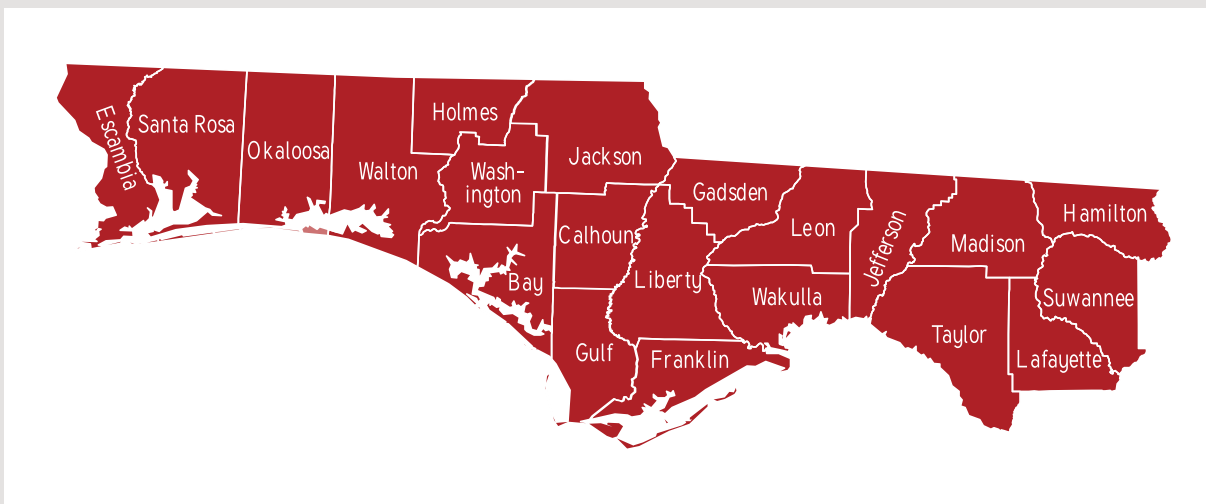 Escambia
Santa Rosa
Okaloosa
Walton
Holmes
Wash-
ington
Jackson
Bay
Calhoun
Gulf
Liberty
Gadsden
Franklin
Leon
Wakulla
Jefferson
Madison
Taylor
Hamilton
Suwannee
Lafayette